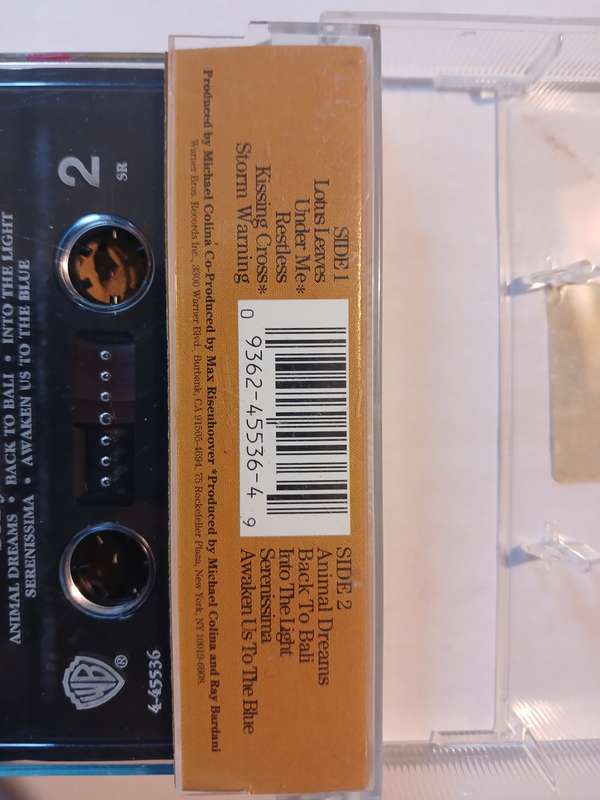 SIDE 1
Lotus Leaves
Under Me*
Restless
Kissing Cross*
Storm Warning
0 9362-45536-4 9
SIDE 2
Animal Dreams
Back To Bali
Into The Light
Serenissima
Awaken Us To The Blue
Produced by Michael Colina Co-Produced by Max Risenhoover *Produced by Michael Colina and Ray Bardani
Warner Bros. Records Inc., 3300 Warner Blvd. Burbank, CA 91505-4694, 75 Rockefeller Plaza, New York, NY 10019-6908.
2
SR
ANIMAL DREAMS • BACK TO BALI • INTO THE LIGHT
SERENISSIMA • AWAKEN US TO THE BLUE
WB ®
4-45536